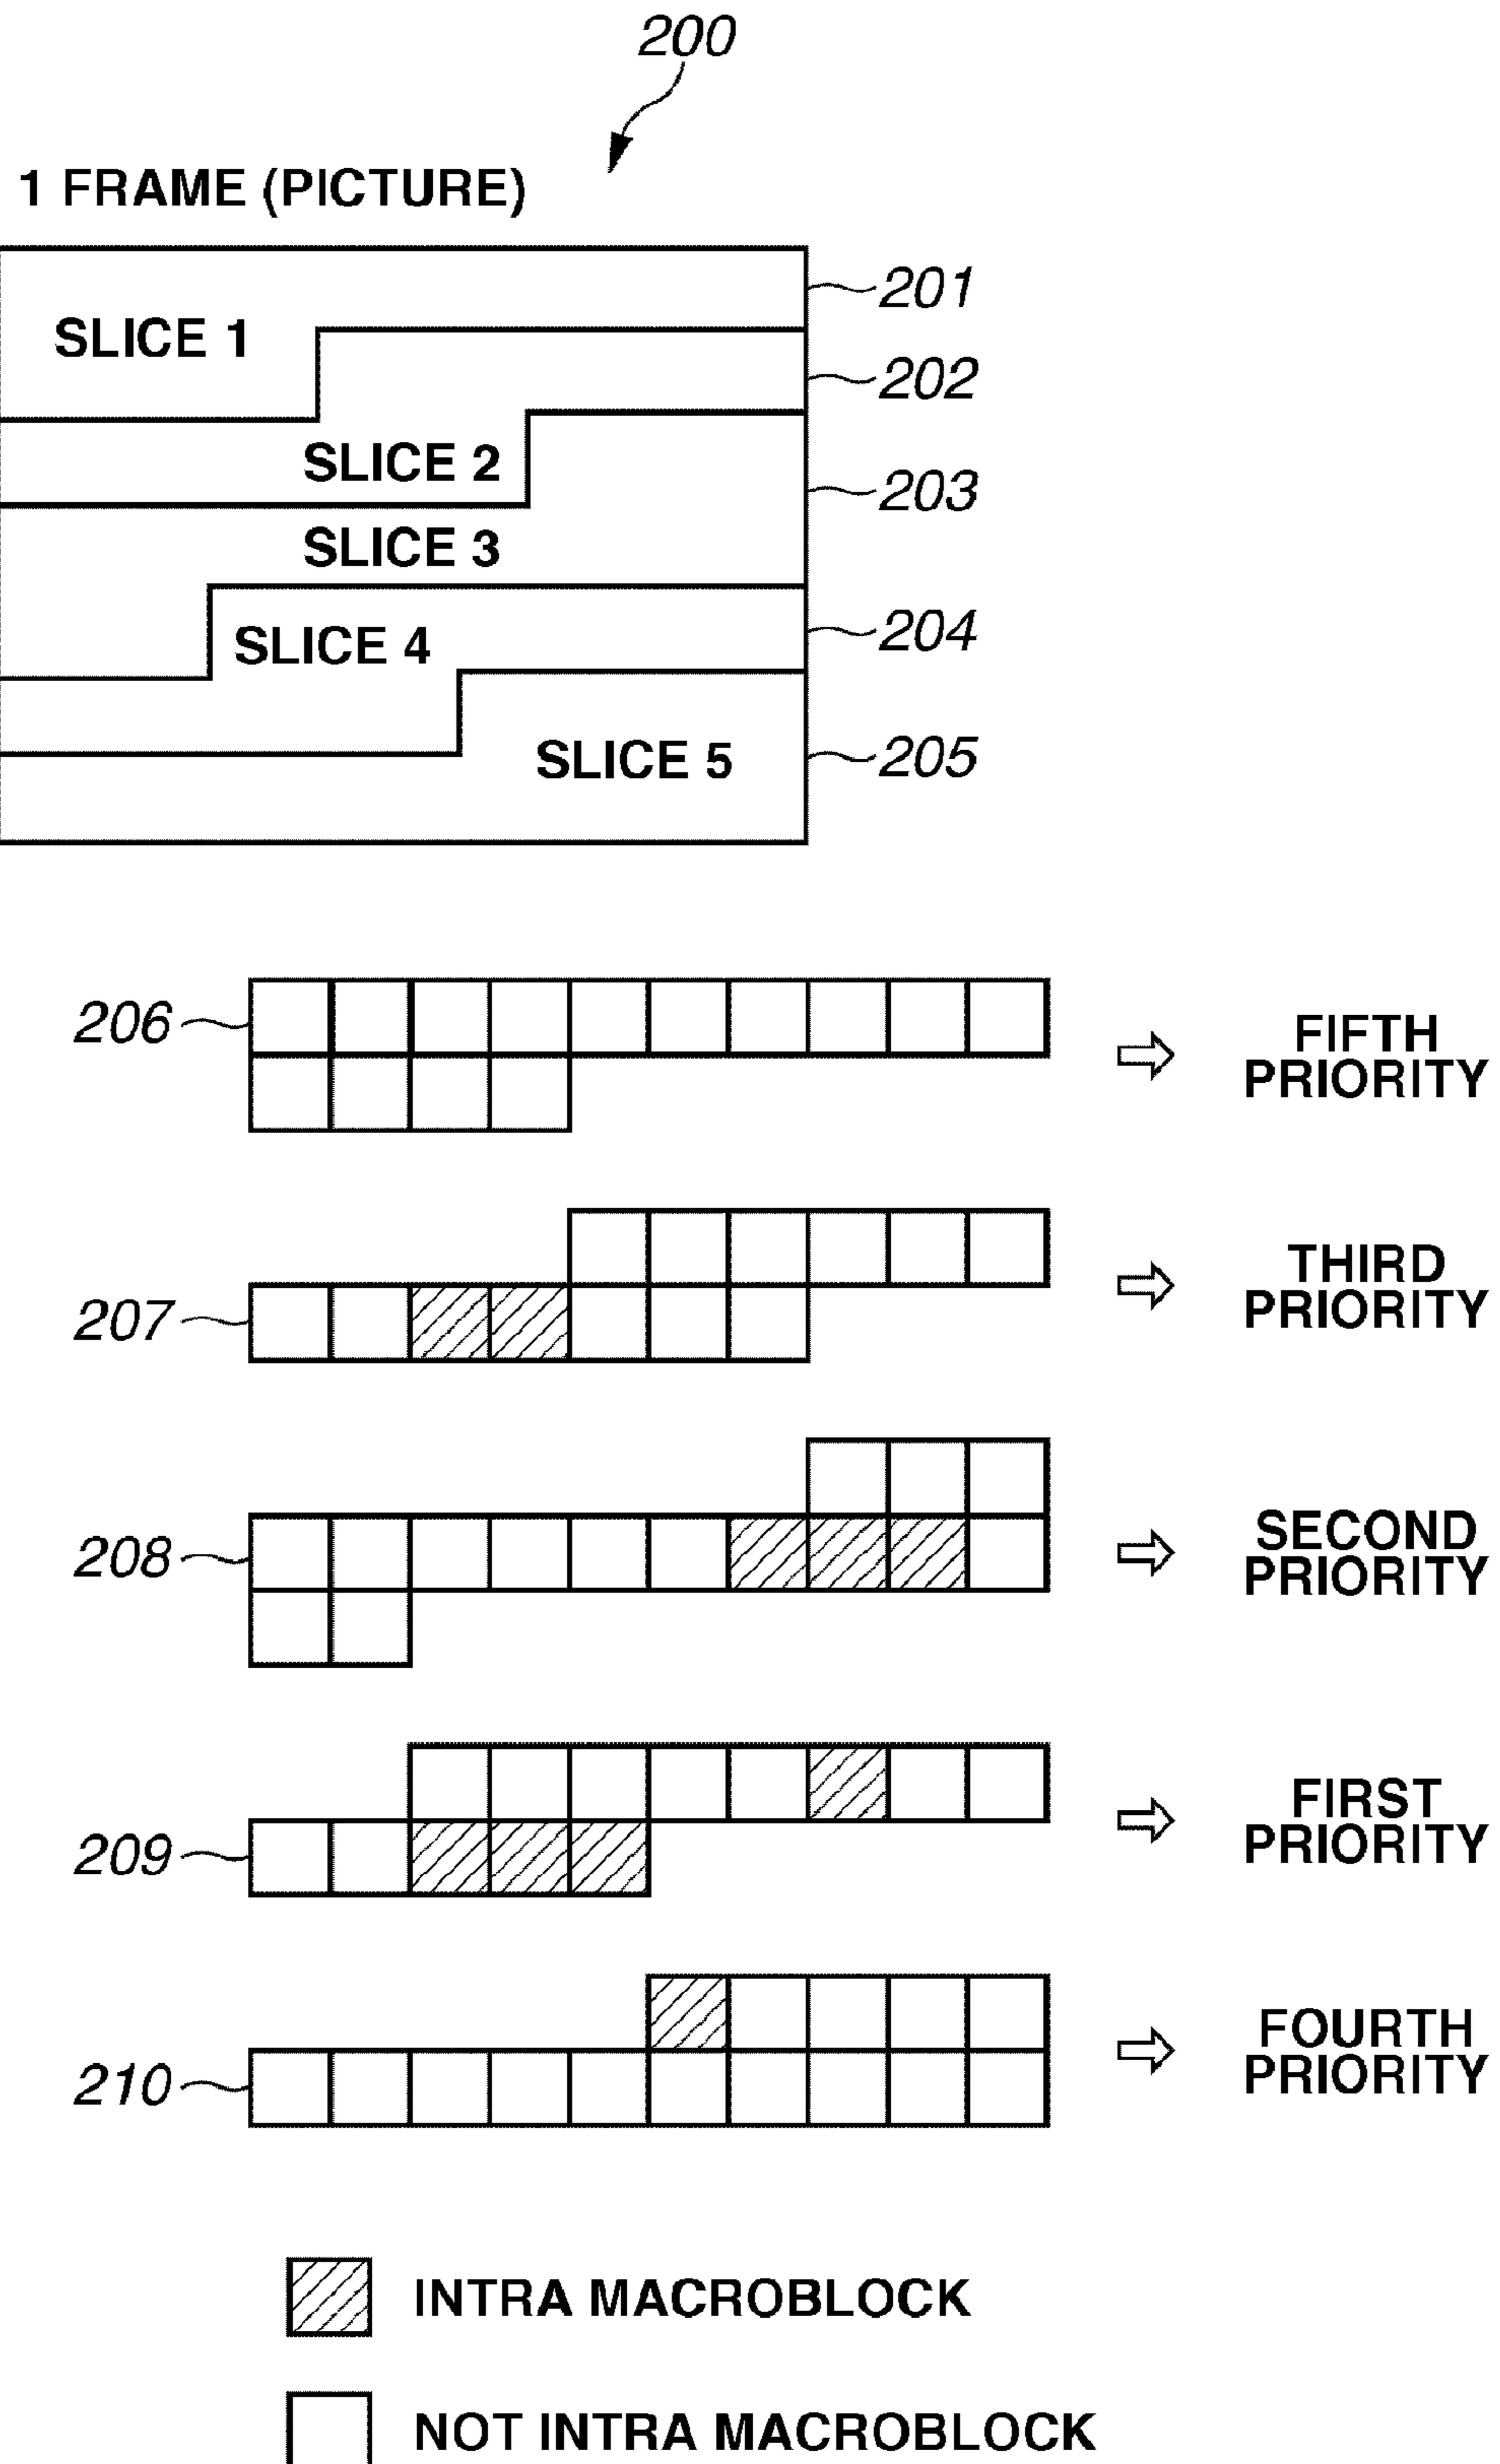 200
1 FRAME (PICTURE)
201
SLICE 1
202
SLICE 2
203
SLICE 3
204
SLICE 4
205
SLICE 5
206
FIFTH
PRIORITY
207
THIRD
PRIORITY
208
SECOND
PRIORITY
209
FIRST
PRIORITY
210
FOURTH
PRIORITY
INTRA MACROBLOCK
NOT INTRA MACROBLOCK